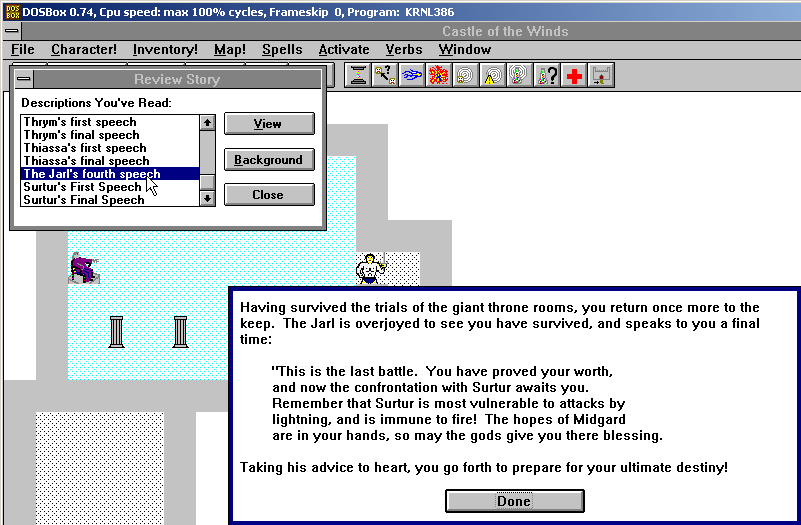 DOSBox 0.74, Cpu speed: max 100% cycles, Frameskip 0, Program: KRNL386
Castle of the Winds
File Character! Inventory! Map! Spells Activate Verbs Window
Review Story
Descriptions You've Read:
Thrym's first speech
Thrym's final speech
Thiassa's first speech
Thiassa's final speech
The Jarl's fourth speech
Surtur's First Speech
Surtur's Final Speech
View
Background
Close
Having survived the trials of the giant throne rooms, you return once more to the
keep. The Jarl is overjoyed to see you have survived, and speaks to you a final
time:
"This is the last battle. You have proved your worth,
and now the confrontation with Surtur awaits you.
Remember that Surtur is most vulnerable to attacks by
lightning, and is immune to fire! The hopes of Midgard
are in your hands, so may the gods give you there blessing.
Taking his advice to heart, you go forth to prepare for your ultimate destiny!
Done